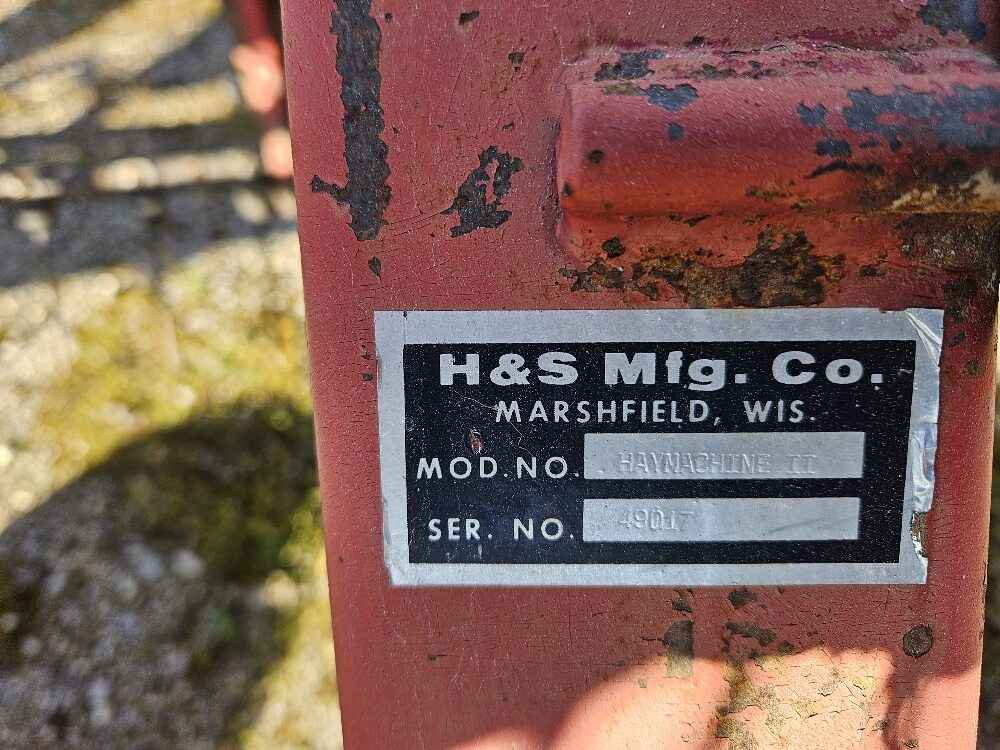 H&S Mfg. Co.
MARSHFIELD, WIS.
MOD. NO. HAYMACHINE II
SER. NO. 49017